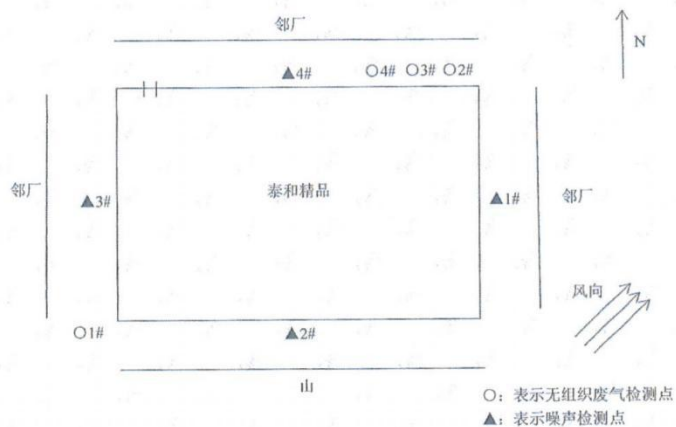 邻厂
N
▲4# ○4# ○3# ○2#
邻厂
▲3#
泰和精品
▲1#
邻厂
风向
○1#
▲2#
山
○：表示无组织废气检测点
▲：表示噪声检测点